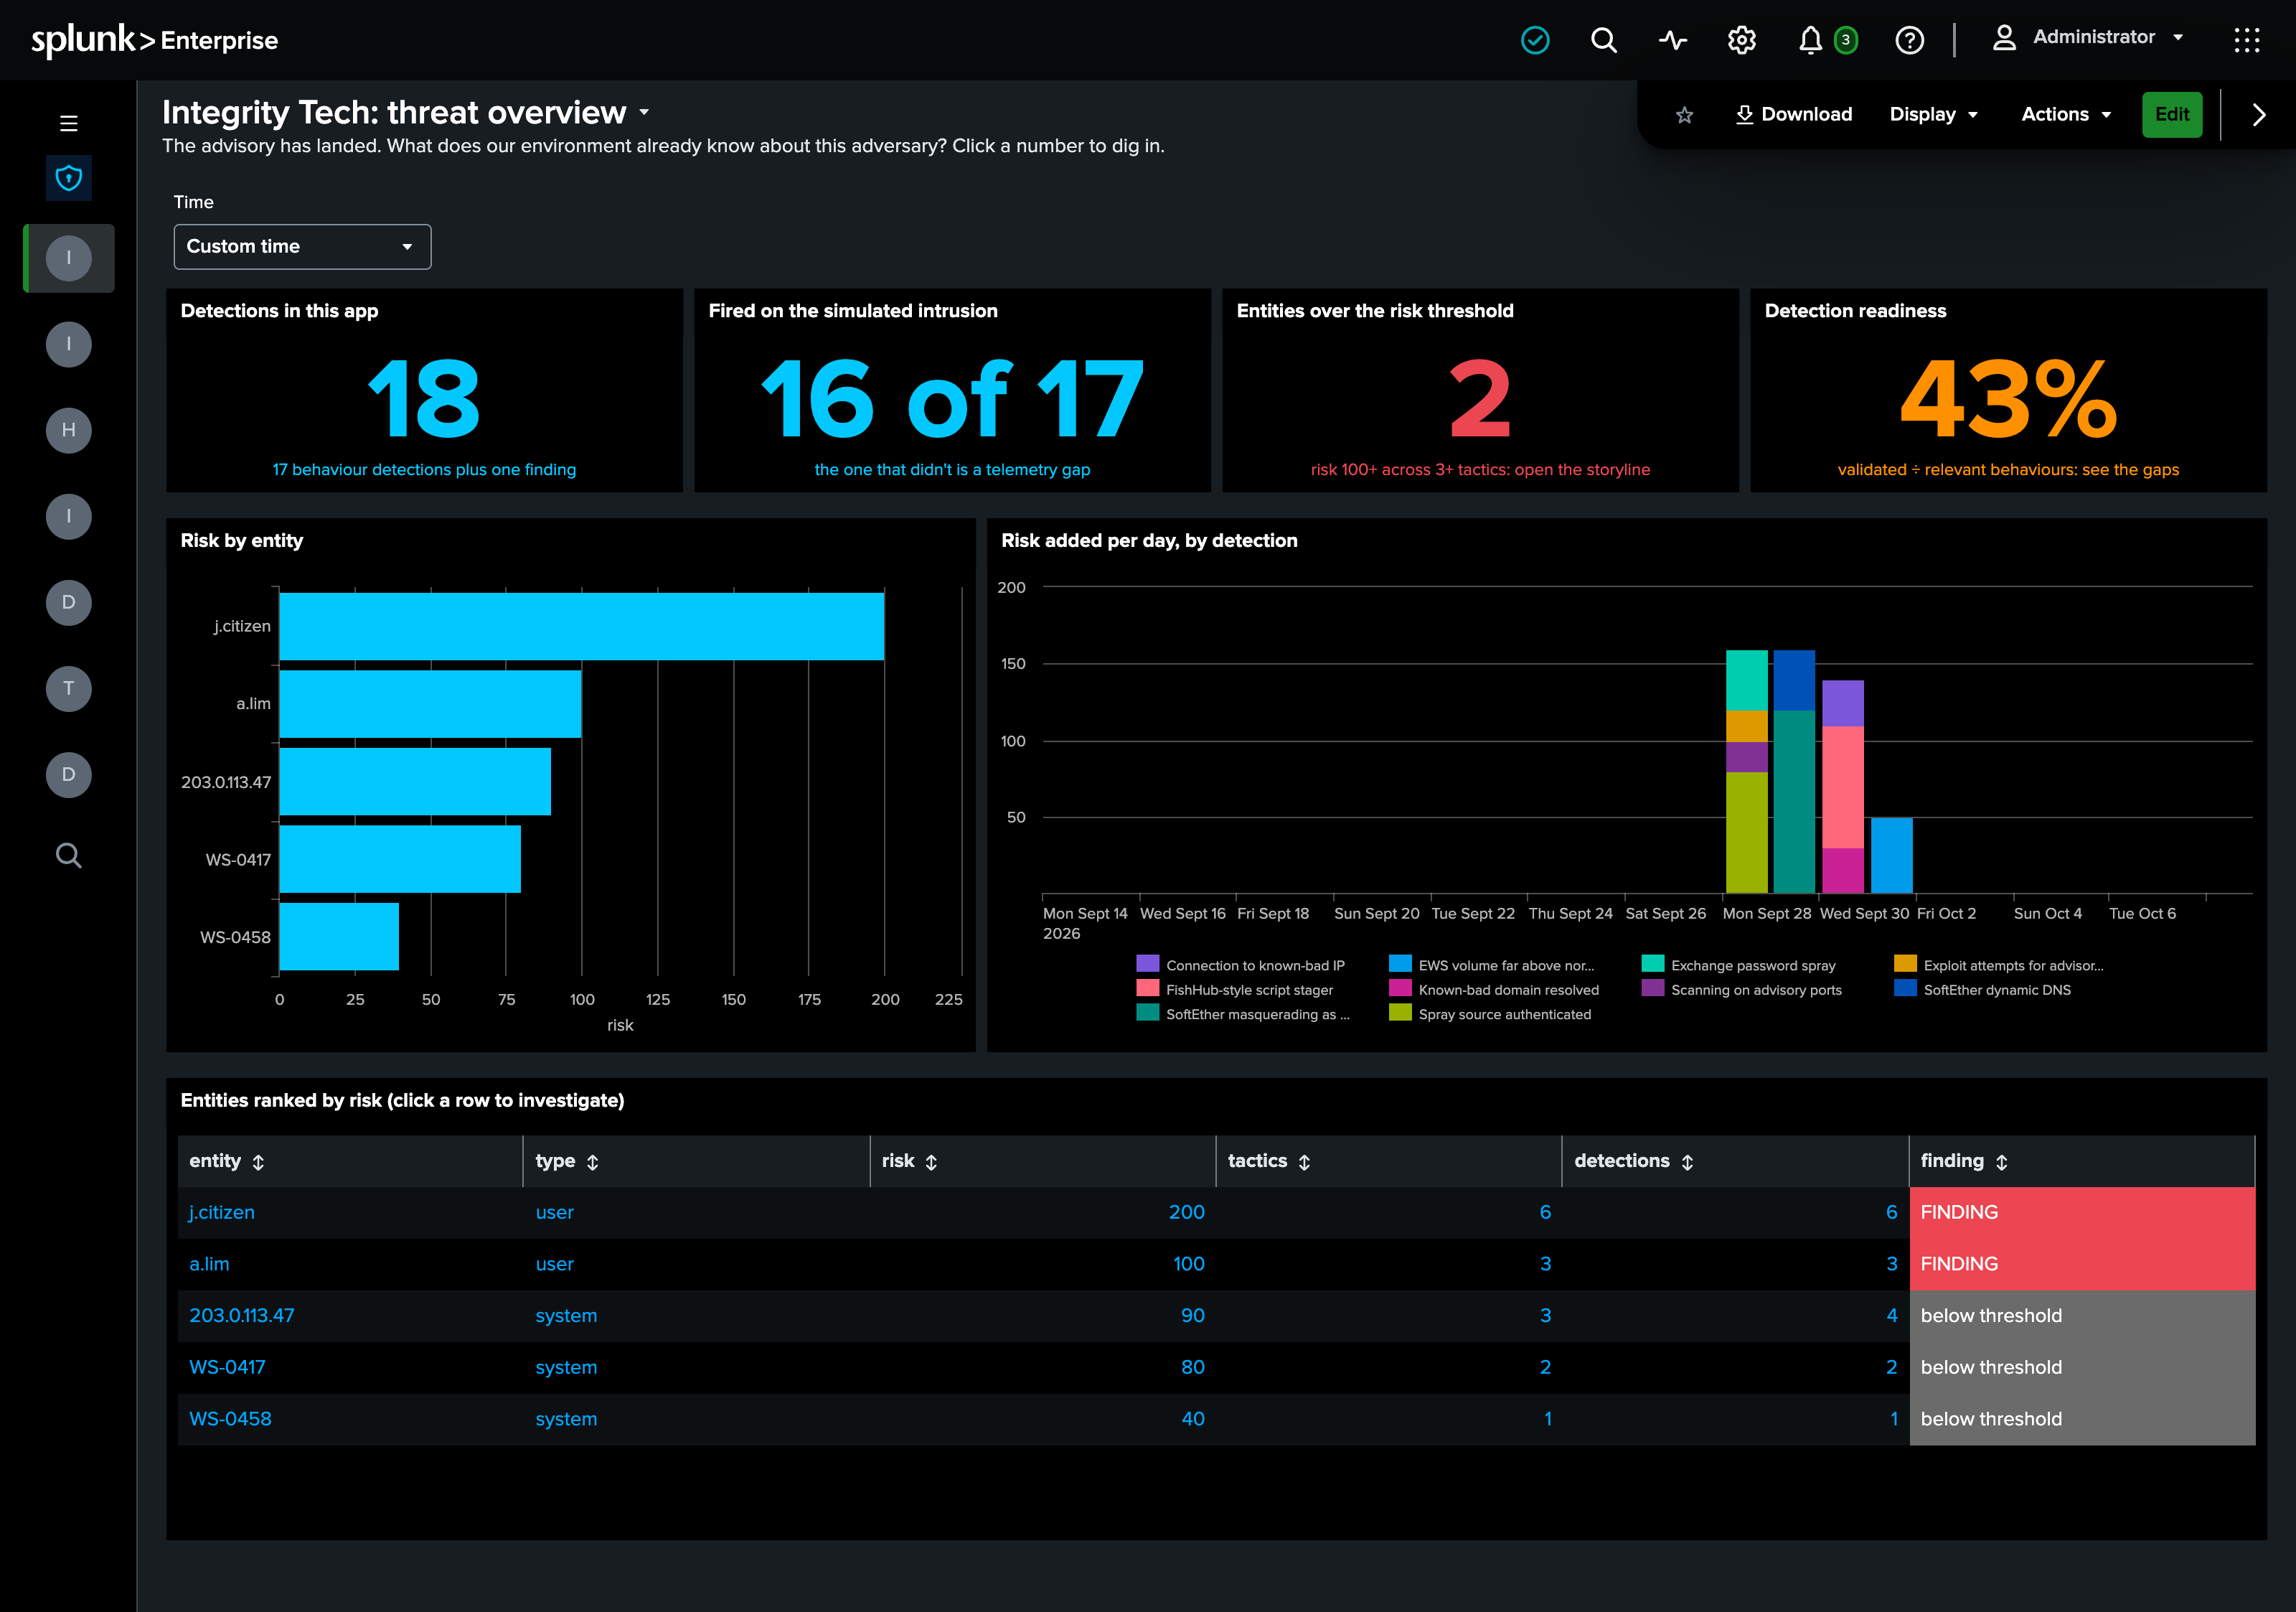 splunk> Enterprise
3
Administrator
Integrity Tech: threat overview
The advisory has landed. What does our environment already know about this adversary? Click a number to dig in.
Download
Display
Actions
Edit
I
I
H
I
D
T
D
Time
Custom time
Detections in this app
18
17 behaviour detections plus one finding
Fired on the simulated intrusion
16 of 17
the one that didn't is a telemetry gap
Entities over the risk threshold
2
risk 100+ across 3+ tactics: open the storyline
Detection readiness
43%
validated ÷ relevant behaviours: see the gaps
Risk by entity
j.citizen
a.lim
203.0.113.47
WS-0417
WS-0458
0 25 50 75 100 125 150 175 200 225
risk
Risk added per day, by detection
200
150
100
50
Mon Sept 14 Wed Sept 16 Fri Sept 18 Sun Sept 20 Tue Sept 22 Thu Sept 24 Sat Sept 26 Mon Sept 28 Wed Sept 30 Fri Oct 2 Sun Oct 4 Tue Oct 6
2026
Connection to known-bad IP EWS volume far above nor... Exchange password spray Exploit attempts for advisor...
FishHub-style script stager Known-bad domain resolved Scanning on advisory ports SoftEther dynamic DNS
SoftEther masquerading as ... Spray source authenticated
Entities ranked by risk (click a row to investigate)
entity type risk tactics detections finding
j.citizen user 200 6 6 FINDING
a.lim user 100 3 3 FINDING
203.0.113.47 system 90 3 4 below threshold
WS-0417 system 80 2 2 below threshold
WS-0458 system 40 1 1 below threshold